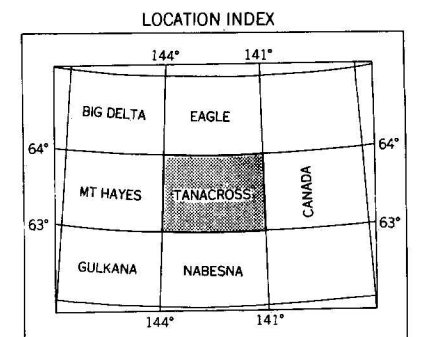 LOCATION INDEX
144° 141°
BIG DELTA EAGLE
64° 64°
MT HAYES TANACROSS CANADA
63° 63°
GULKANA NABESNA
144° 141°